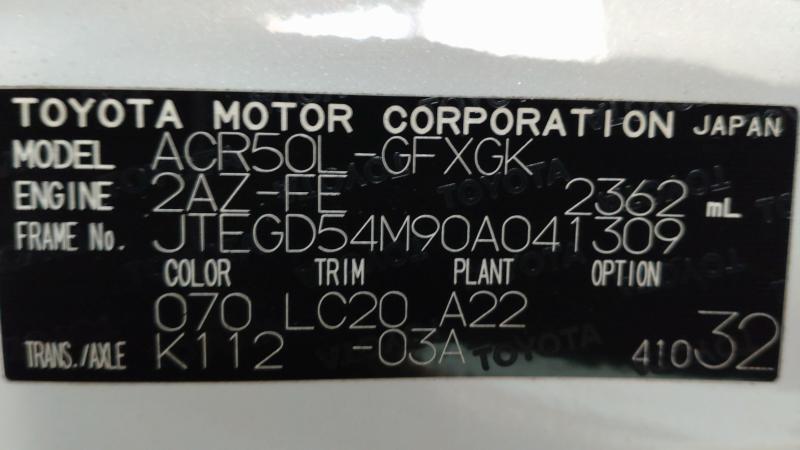 TOYOTA MOTOR CORPORATION JAPAN
MODEL ACR50L-GFXGK
ENGINE 2AZ-FE 2362 mL
FRAME No. JTEGD54M90A041309
COLOR TRIM PLANT OPTION
070 LC20 A22
TRANS./AXLE K112 -03A 410 32